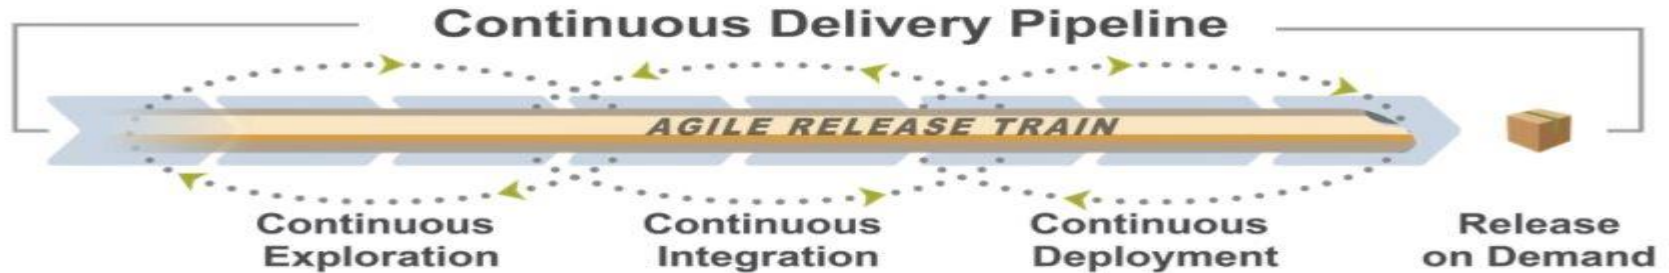 Continuous Delivery Pipeline
AGILE RELEASE TRAIN
Continuous
Exploration
Continuous
Integration
Continuous
Deployment
Release
on Demand